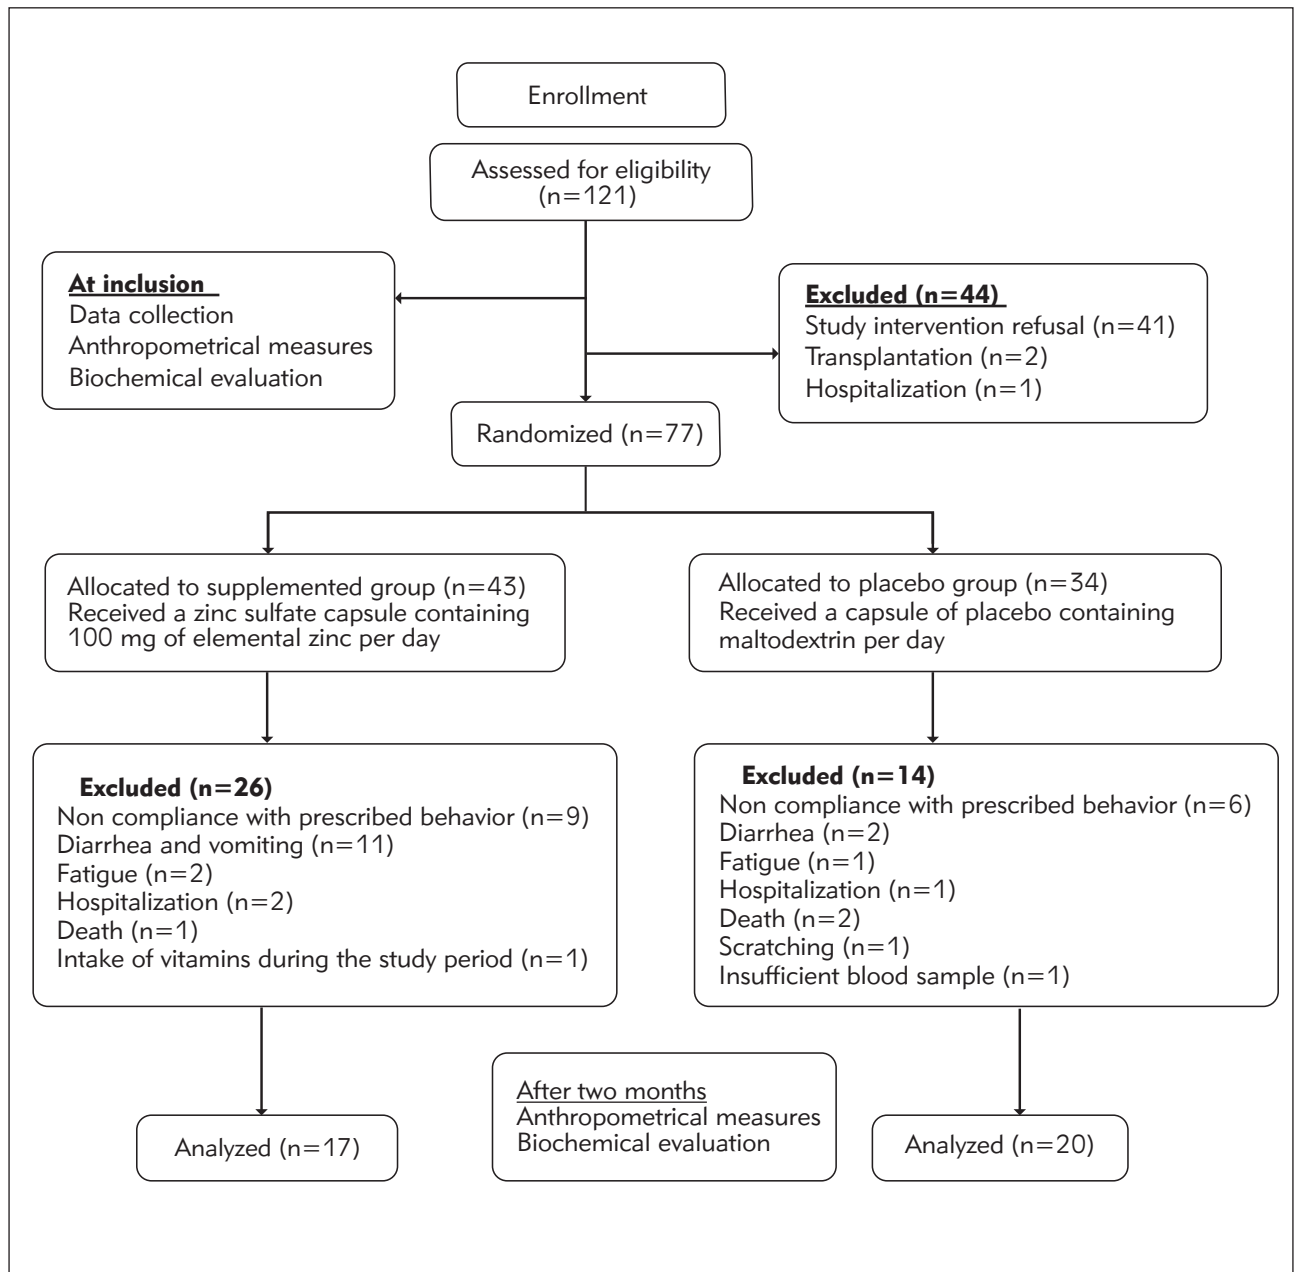 Enrollment
Assessed for eligibility
(n=121)
At inclusion
Data collection
Anthropometrical measures
Biochemical evaluation
Excluded (n=44)
Study intervention refusal (n=41)
Transplantation (n=2)
Hospitalization (n=1)
Randomized (n=77)
Allocated to supplemented group (n=43)
Received a zinc sulfate capsule containing
100 mg of elemental zinc per day
Allocated to placebo group (n=34)
Received a capsule of placebo containing
maltodextrin per day
Excluded (n=26)
Non compliance with prescribed behavior (n=9)
Diarrhea and vomiting (n=11)
Fatigue (n=2)
Hospitalization (n=2)
Death (n=1)
Intake of vitamins during the study period (n=1)
Excluded (n=14)
Non compliance with prescribed behavior (n=6)
Diarrhea (n=2)
Fatigue (n=1)
Hospitalization (n=1)
Death (n=2)
Scratching (n=1)
Insufficient blood sample (n=1)
After two months
Anthropometrical measures
Biochemical evaluation
Analyzed (n=17)
Analyzed (n=20)